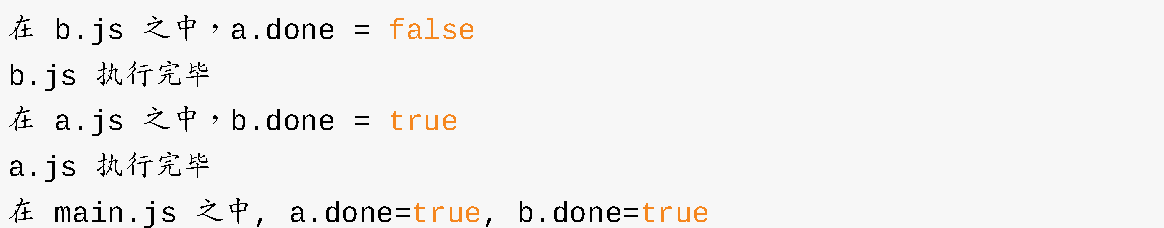 在 b.js 之中，a.done = false
b.js 执行完毕
在 a.js 之中，b.done = true
a.js 执行完毕
在 main.js 之中, a.done=true, b.done=true